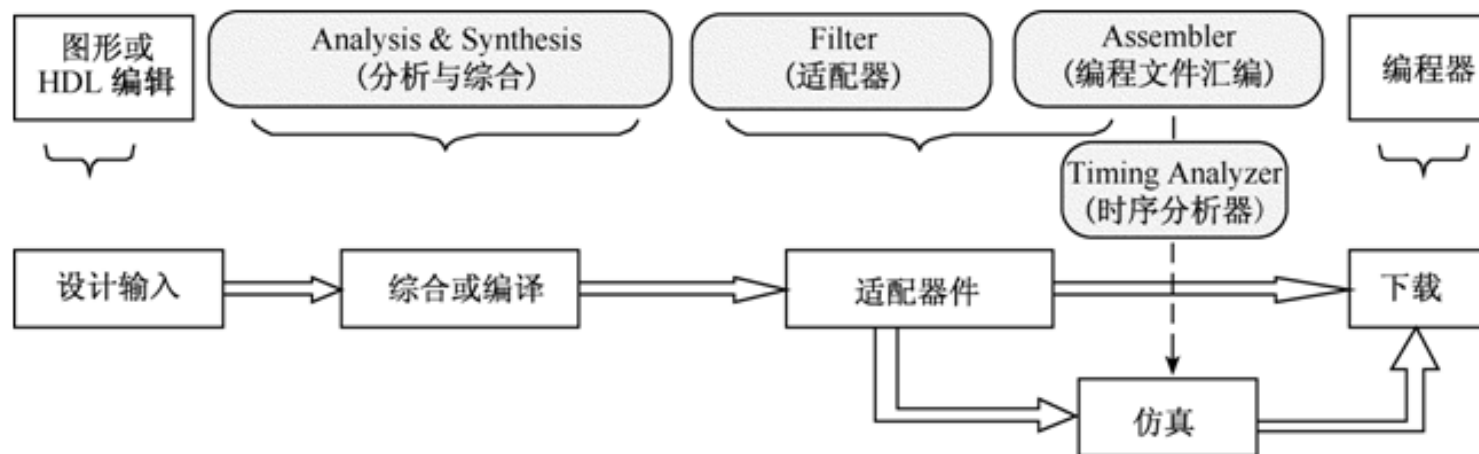 图形或
HDL 编辑
Analysis & Synthesis
(分析与综合)
Filter
(适配器)
Assembler
(编程文件汇编)
编程器
Timing Analyzer
(时序分析器)
设计输入
综合或编译
适配器件
下载
仿真